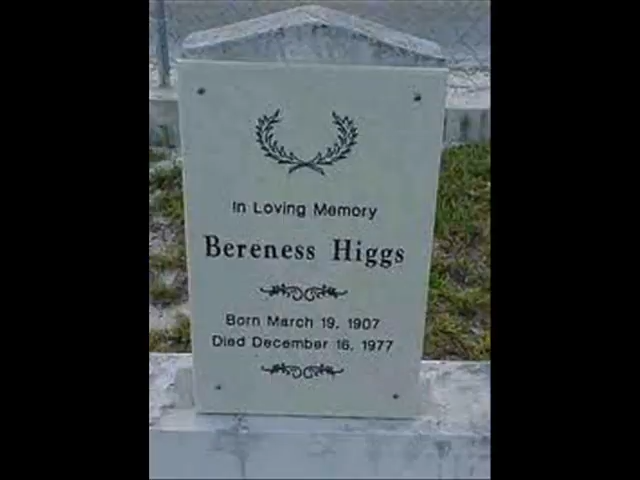 In Loving Memory
Bereness Higgs
Born March 19, 1907
Died December 16, 1977